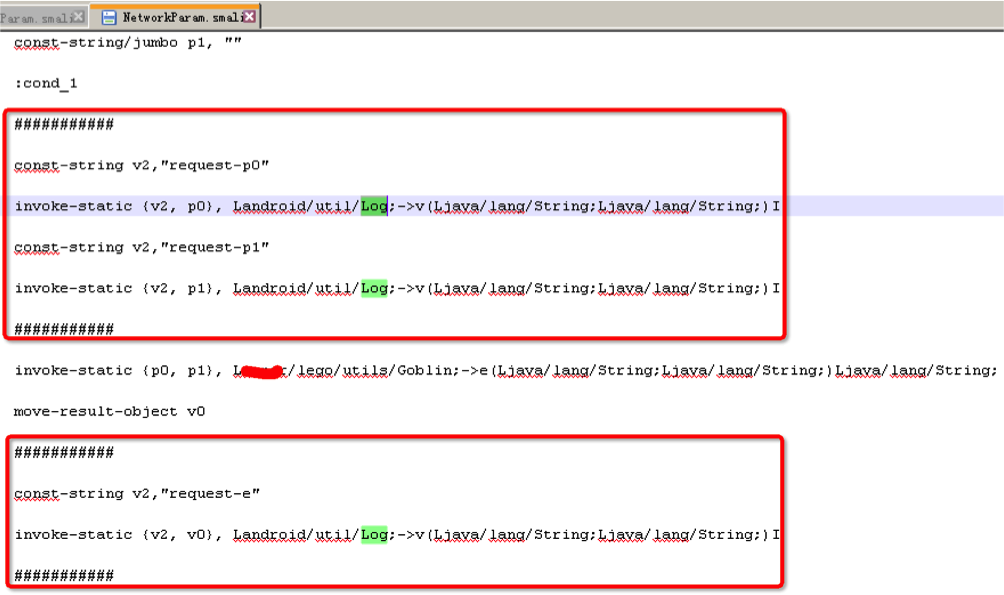 Param.smali
NetworkParam.smali
const-string/jumbo p1, ""
:cond_1
###########
const-string v2,"request-p0"
invoke-static {v2, p0}, Landroid/util/Log;->v(Ljava/lang/String;Ljava/lang/String;)I
const-string v2,"request-p1"
invoke-static {v2, p1}, Landroid/util/Log;->v(Ljava/lang/String;Ljava/lang/String;)I
###########
invoke-static {p0, p1}, L/lego/utils/Goblin;->e(Ljava/lang/String;Ljava/lang/String;)Ljava/lang/String;
move-result-object v0
###########
const-string v2,"request-e"
invoke-static {v2, v0}, Landroid/util/Log;->v(Ljava/lang/String;Ljava/lang/String;)I
###########